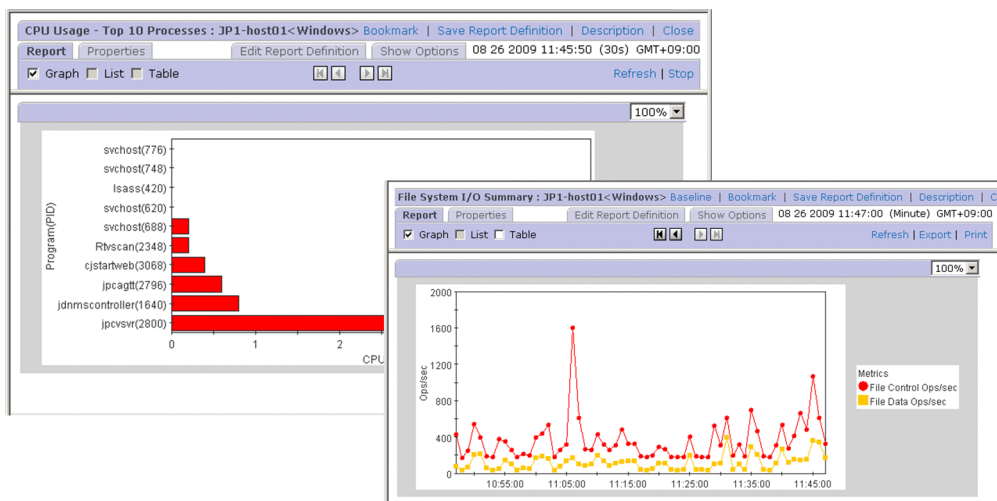 CPU Usage - Top 10 Processes : JP1-host01<Windows> Bookmark | Save Report Definition | Description | Close
Report Properties Edit Report Definition Show Options 08 26 2009 11:45:50 (30s) GMT+09:00
Graph List Table Refresh | Stop
100%
Program(PID)
svchost(776)
svchost(748)
lsass(420)
svchost(620)
svchost(688)
Rtvscan(2348)
cjstartweb(3068)
jpcagtt(2796)
jdnmscontroller(1640)
jpcvsvr(2800)
0 1 2
CPU
File System I/O Summary : JP1-host01<Windows> Baseline | Bookmark | Save Report Definition | Description | C
Report Properties Edit Report Definition Show Options 08 26 2009 11:47:00 (Minute) GMT+09:00
Graph List Table Refresh | Export | Print
100%
Ops/sec
2000
1600
1200
800
400
0
10:55:00 11:05:00 11:15:00 11:25:00 11:35:00 11:45:00
Metrics
File Control Ops/sec
File Data Ops/sec